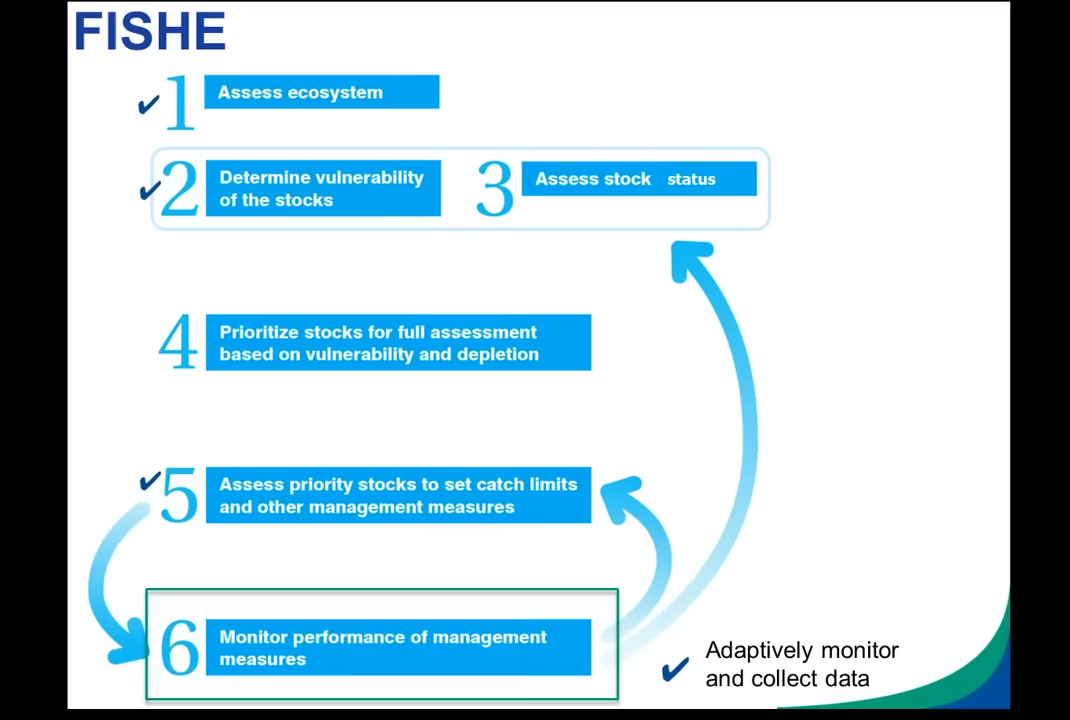 FISHE
✔ 1 Assess ecosystem
✔ 2 Determine vulnerability
of the stocks
3 Assess stock status
4 Prioritize stocks for full assessment
based on vulnerability and depletion
✔ 5 Assess priority stocks to set catch limits
and other management measures
6 Monitor performance of management
measures
✔ Adaptively monitor
and collect data